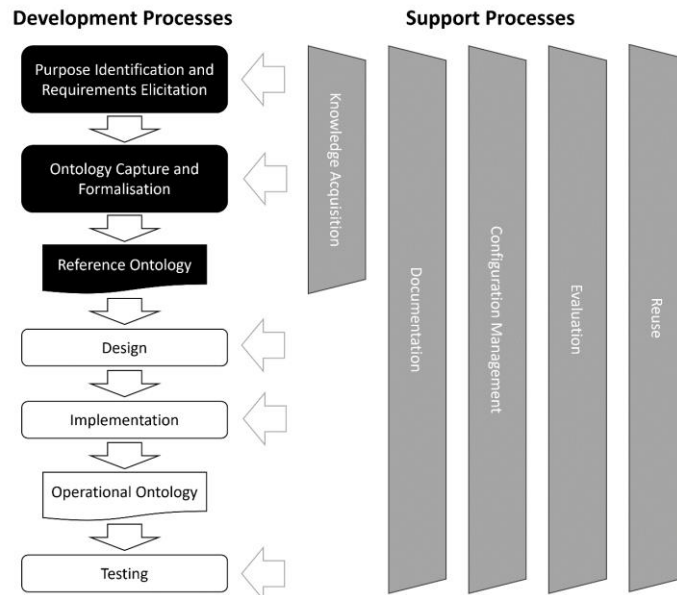 Development Processes
Support Processes
Purpose Identification and
Requirements Elicitation
Ontology Capture and
Formalisation
Reference Ontology
Design
Implementation
Operational Ontology
Testing
Knowledge Acquisition
Documentation
Configuration Management
Evaluation
Reuse